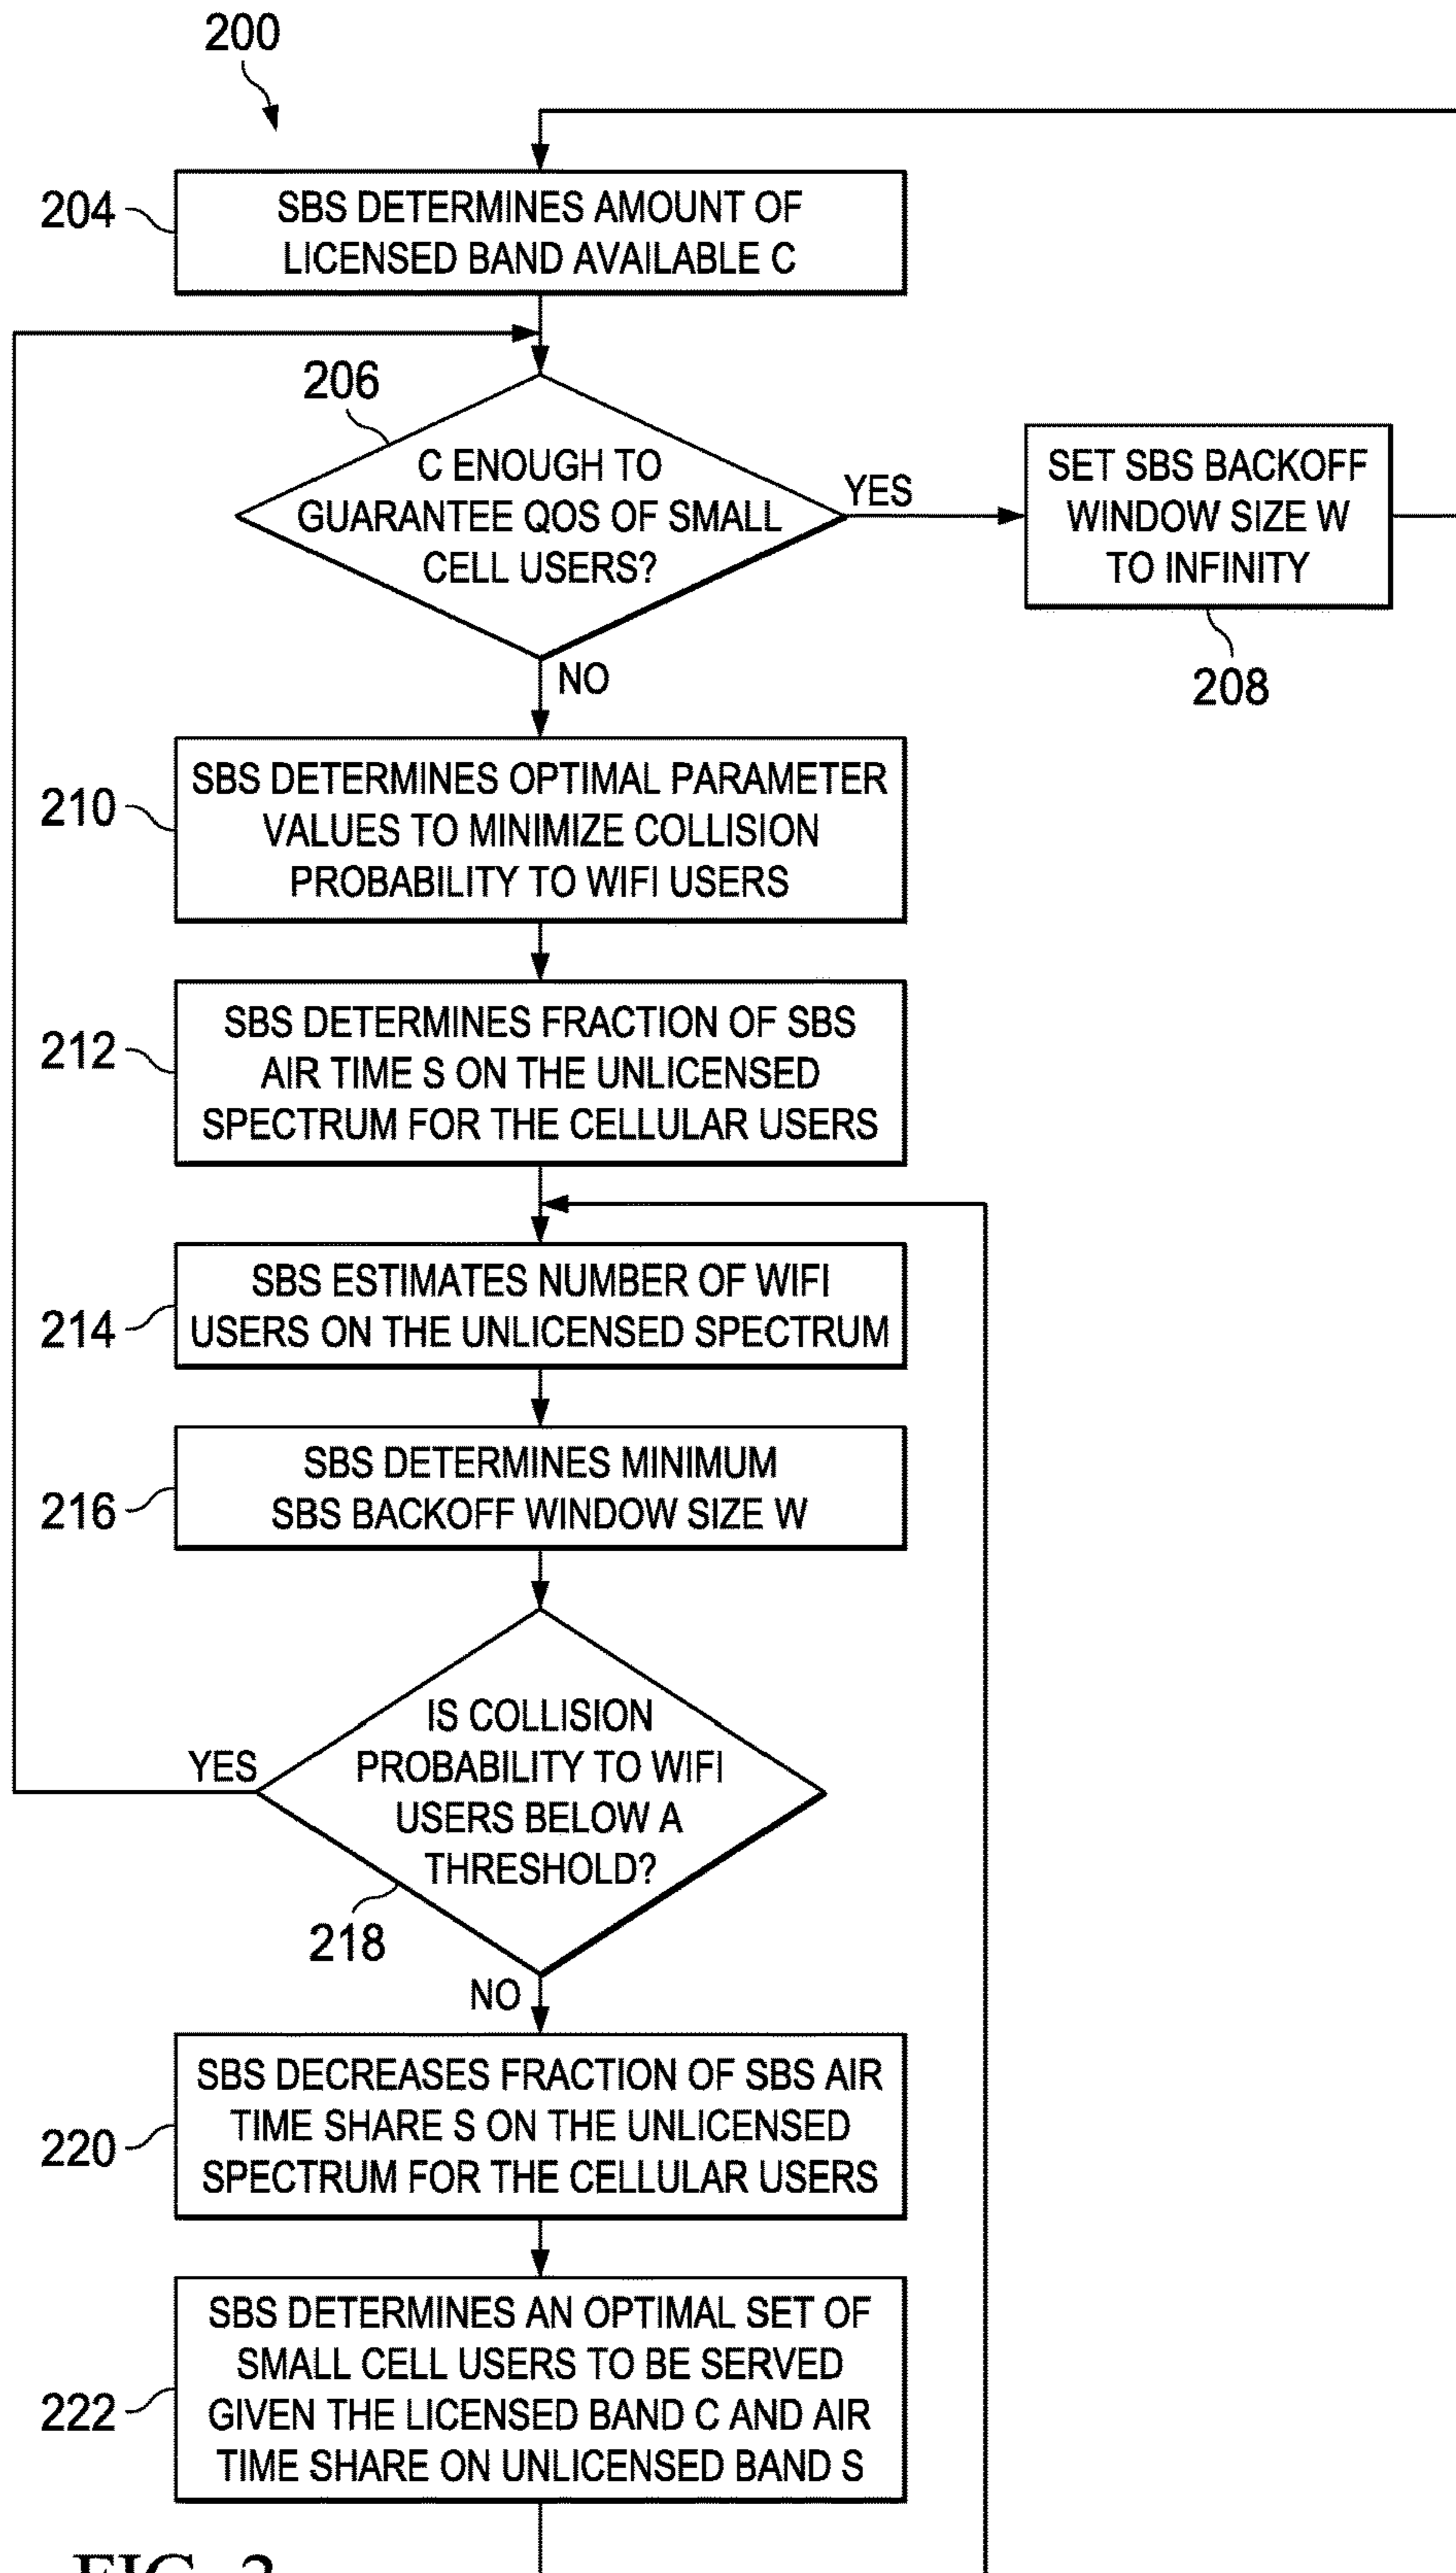 200
204
SBS DETERMINES AMOUNT OF
LICENSED BAND AVAILABLE C
206
C ENOUGH TO
GUARANTEE QOS OF SMALL
CELL USERS?
YES
SET SBS BACKOFF
WINDOW SIZE W
TO INFINITY
208
NO
210
SBS DETERMINES OPTIMAL PARAMETER
VALUES TO MINIMIZE COLLISION
PROBABILITY TO WIFI USERS
212
SBS DETERMINES FRACTION OF SBS
AIR TIME S ON THE UNLICENSED
SPECTRUM FOR THE CELLULAR USERS
214
SBS ESTIMATES NUMBER OF WIFI
USERS ON THE UNLICENSED SPECTRUM
216
SBS DETERMINES MINIMUM
SBS BACKOFF WINDOW SIZE W
IS COLLISION
PROBABILITY TO WIFI
USERS BELOW A
THRESHOLD?
YES
218
NO
220
SBS DECREASES FRACTION OF SBS AIR
TIME SHARE S ON THE UNLICENSED
SPECTRUM FOR THE CELLULAR USERS
222
SBS DETERMINES AN OPTIMAL SET OF
SMALL CELL USERS TO BE SERVED
GIVEN THE LICENSED BAND C AND AIR
TIME SHARE ON UNLICENSED BAND S
FIG.